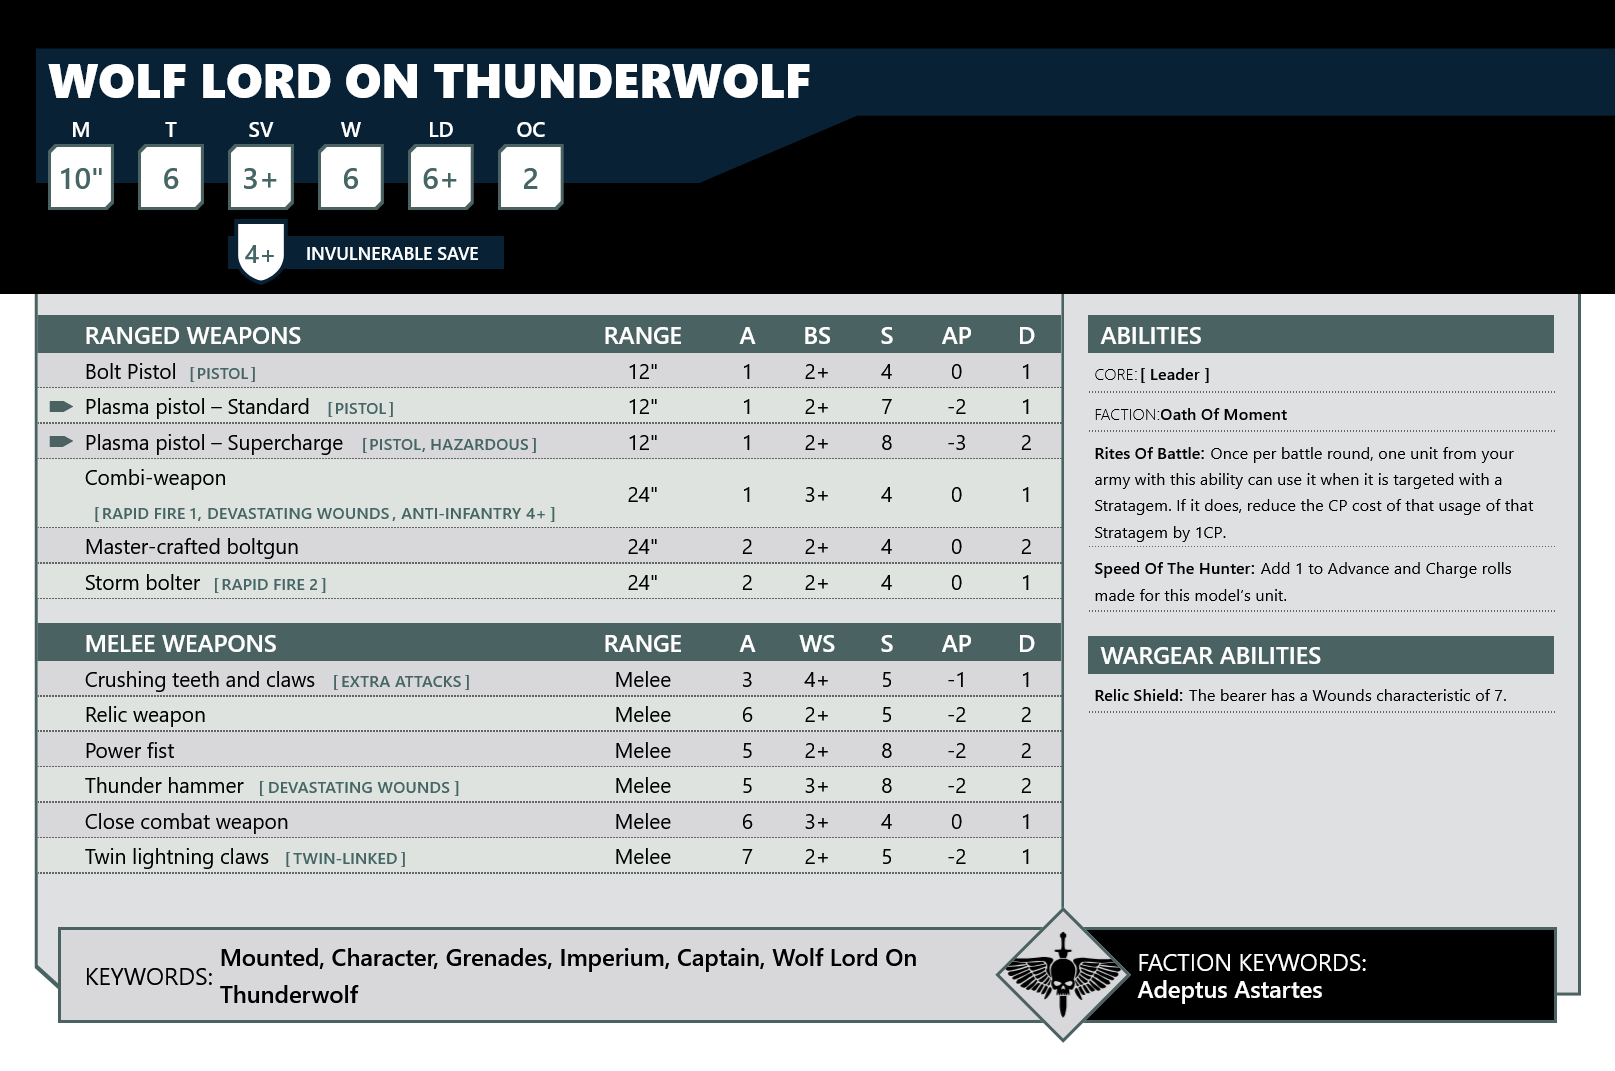 WOLF LORD ON THUNDERWOLF
M T SV W LD OC
10" 6 3+ 6 6+ 2
4+ INVULNERABLE SAVE
RANGED WEAPONS RANGE A BS S AP D
Bolt Pistol [PISTOL] 12" 1 2+ 4 0 1
Plasma pistol – Standard [PISTOL] 12" 1 2+ 7 -2 1
Plasma pistol – Supercharge [PISTOL, HAZARDOUS] 12" 1 2+ 8 -3 2
Combi-weapon
[RAPID FIRE 1, DEVASTATING WOUNDS, ANTI-INFANTRY 4+] 24" 1 3+ 4 0 1
Master-crafted boltgun 24" 2 2+ 4 0 2
Storm bolter [RAPID FIRE 2] 24" 2 2+ 4 0 1
MELEE WEAPONS RANGE A WS S AP D
Crushing teeth and claws [EXTRA ATTACKS] Melee 3 4+ 5 -1 1
Relic weapon Melee 6 2+ 5 -2 2
Power fist Melee 5 2+ 8 -2 2
Thunder hammer [DEVASTATING WOUNDS] Melee 5 3+ 8 -2 2
Close combat weapon Melee 6 3+ 4 0 1
Twin lightning claws [TWIN-LINKED] Melee 7 2+ 5 -2 1
ABILITIES
CORE: [ Leader ]
FACTION: Oath Of Moment
Rites Of Battle: Once per battle round, one unit from your
army with this ability can use it when it is targeted with a
Stratagem. If it does, reduce the CP cost of that usage of that
Stratagem by 1CP.
Speed Of The Hunter: Add 1 to Advance and Charge rolls
made for this model’s unit.
WARGEAR ABILITIES
Relic Shield: The bearer has a Wounds characteristic of 7.
KEYWORDS: Mounted, Character, Grenades, Imperium, Captain, Wolf Lord On
Thunderwolf
FACTION KEYWORDS:
Adeptus Astartes